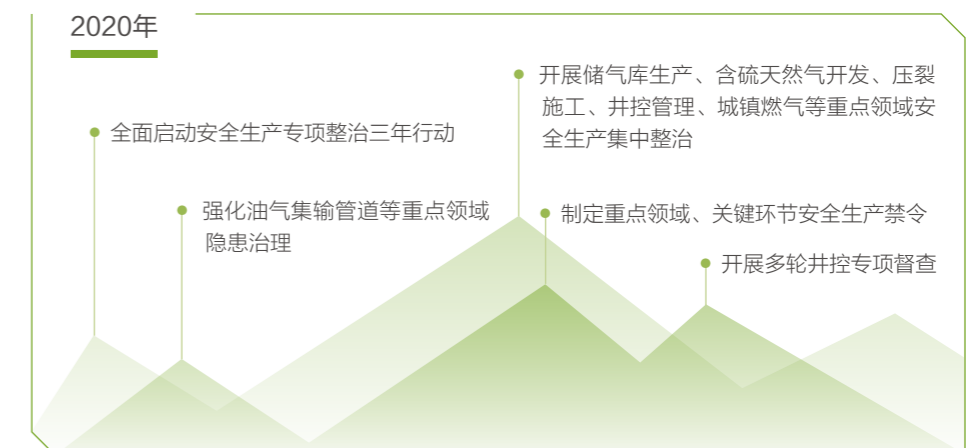 2020年
全面启动安全生产专项整治三年行动
强化油气集输管道等重点领域
隐患治理
开展储气库生产、含硫天然气开发、压裂
施工、井控管理、城镇燃气等重点领域安
全生产集中整治
制定重点领域、关键环节安全生产禁令
开展多轮井控专项督查